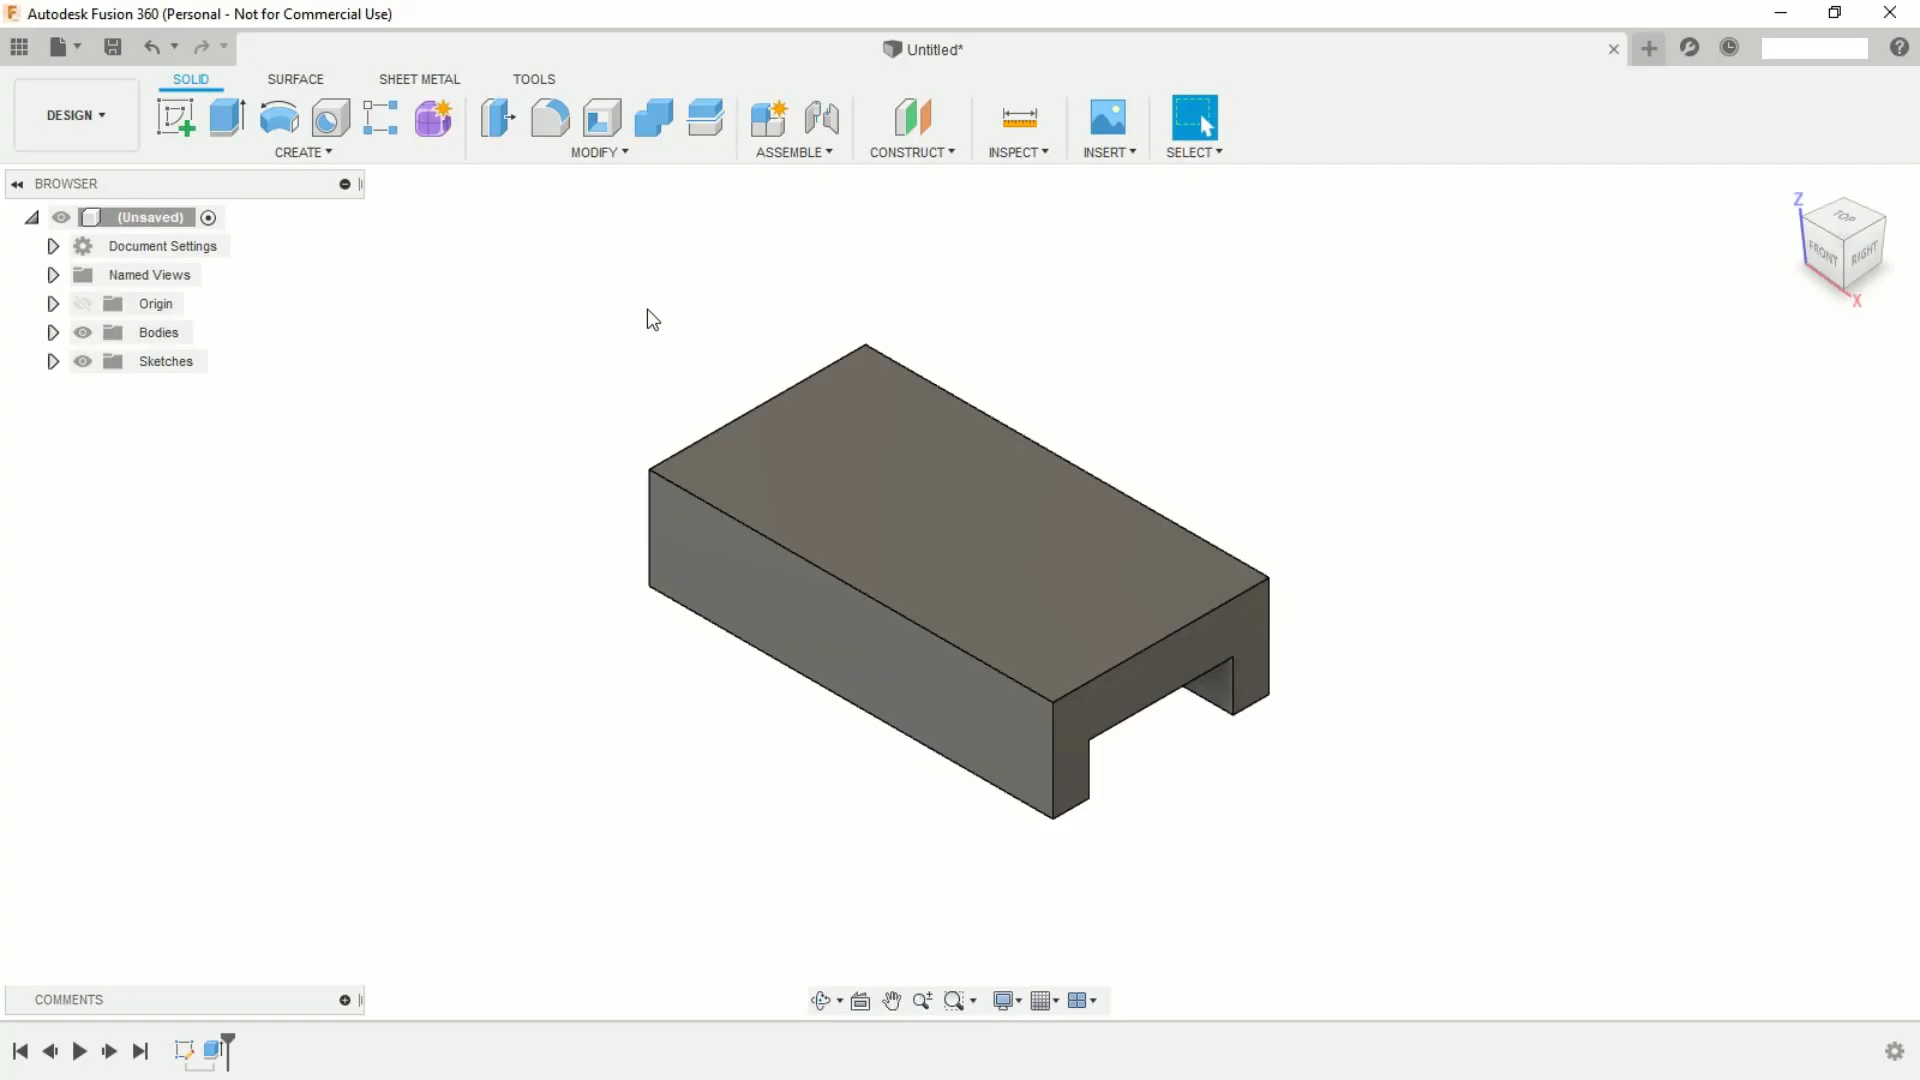 Autodesk Fusion 360 (Personal - Not for Commercial Use)
Untitled*
SOLID SURFACE SHEET METAL TOOLS
DESIGN
CREATE MODIFY ASSEMBLE CONSTRUCT INSPECT INSERT SELECT
BROWSER
(Unsaved)
Document Settings
Named Views
Origin
Bodies
Sketches
Z
TOP
FRONT RIGHT
X
COMMENTS